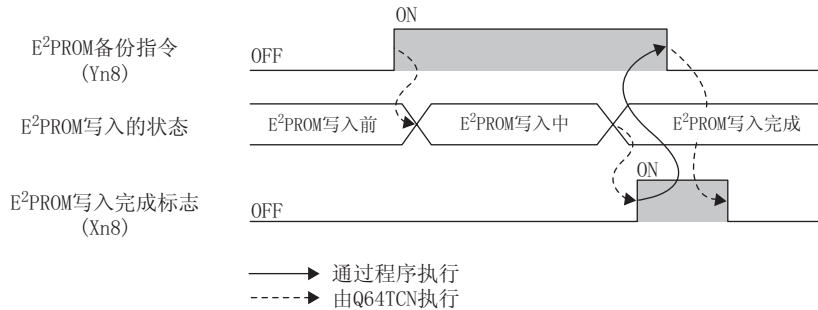 ON
E²PROM备份指令
(Yn8)
OFF
E²PROM写入的状态
E²PROM写入前
E²PROM写入中
E²PROM写入完成
ON
E²PROM写入完成标志
(Xn8)
OFF
通过程序执行
由Q64TCN执行